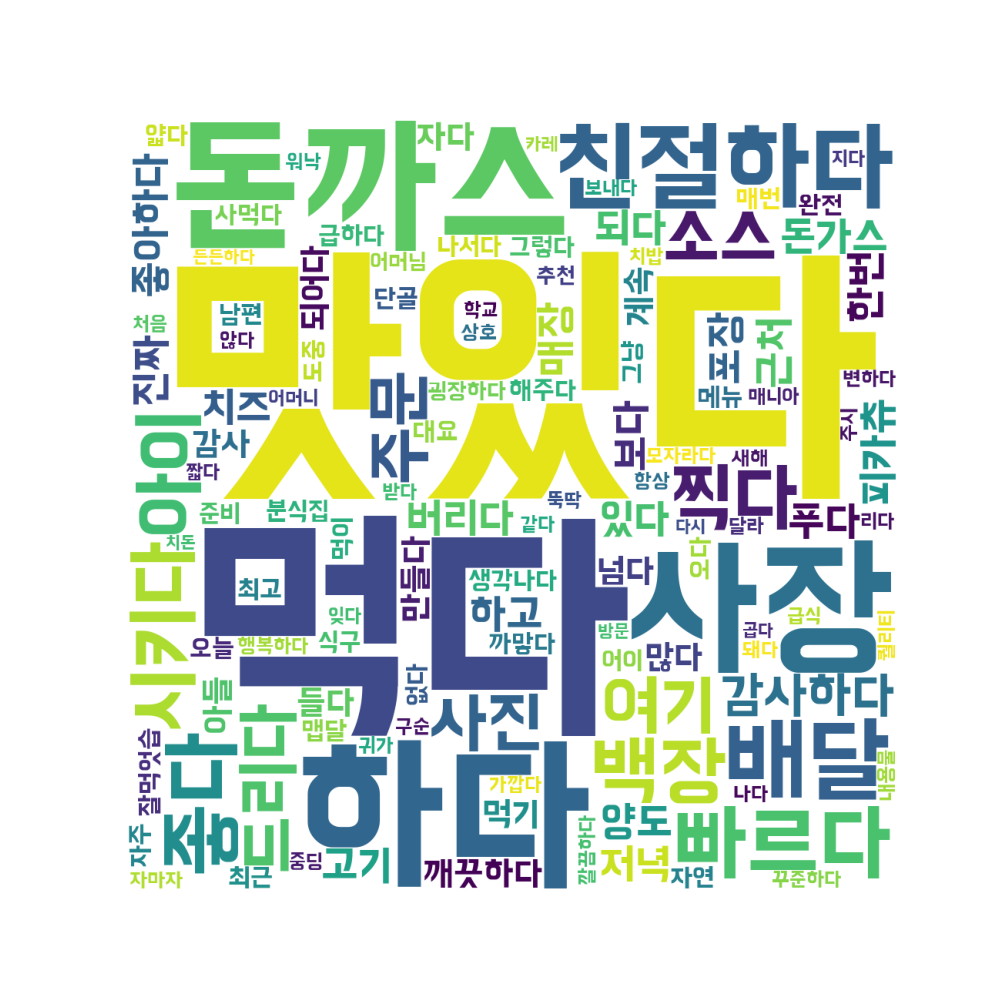 얇다
돈까스
자다
카레
친절하다
지다
워낙
보내다
매번
완전
좋아하다
사먹다
급하다
나서다
그렇다
되다
소스
돈가스
한번
든든하다
어머님
치밥
맛있다
처음
남편
않다
되어다
단골
학교
상호
추천
매장
계속
그냥
포장
근처
진짜
도중
어머니
주문
굉장하다
해주다
메뉴
매니아
변하다
치즈
감사
대요
보다
모자라다
새해
주시
피카츄
아이
짧다
받다
뚝딱
항상
찍다
준비
분식집
버리다
같다
있다
다시
달라
푸다
리다
치돈
먹이
먹다
최고
만들다
생각나다
넘다
오다
사장
시키다
잊다
하고
까맣다
방문
곱다
급식
퀄리티
오늘
행복하다
식구
어이
많다
돼다
아들
없다
들다
맵달
구순
사진
여기
감사하다
잘먹엇습
좋다
드리다
귀가
하다
가깝다
백장
배달
나다
내용물
먹기
양도
빠르다
자주
자마자
최근
중딩
고기
깨끗하다
깔끔하다
저녁
자연
꾸준하다